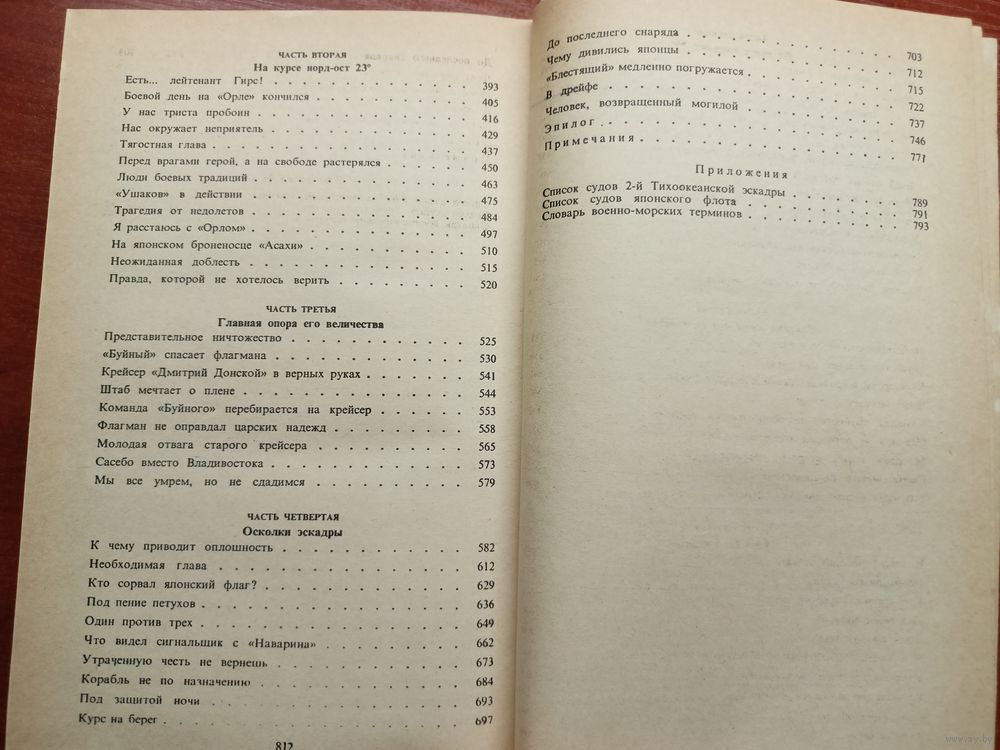 ЧАСТЬ ВТОРАЯ
На курсе норд-ост 23°
Есть... лейтенант Гирс! . . . . . . . . . . . 393
Боевой день на «Орле» кончился . . . . . . . . . 405
У нас триста пробоин . . . . . . . . . . . . 416
Нас окружает неприятель . . . . . . . . . . . 429
Тягостная глава . . . . . . . . . . . . . . 437
Перед врагами герой, а на свободе растерялся . . . . . 450
Люди боевых традиций . . . . . . . . . . . . 463
«Ушаков» в действии . . . . . . . . . . . . 475
Трагедия от недолетов . . . . . . . . . . . . 484
Я расстаюсь с «Орлом» . . . . . . . . . . . . 497
На японском броненосце «Асахи» . . . . . . . . . 510
Неожиданная доблесть . . . . . . . . . . . . 515
Правда, которой не хотелось верить . . . . . . . . 520
ЧАСТЬ ТРЕТЬЯ
Главная опора его величества
Представительное ничтожество . . . . . . . . . . 525
«Буйный» спасает флагмана . . . . . . . . . . . 530
Крейсер «Дмитрий Донской» в верных руках . . . . . . 541
Штаб мечтает о плене . . . . . . . . . . . . 544
Команда «Буйного» перебирается на крейсер . . . . . . 553
Флагман не оправдал царских надежд . . . . . . . . 558
Молодая отвага старого крейсера . . . . . . . . . 565
Сасебо вместо Владивостока . . . . . . . . . . . 573
Мы все умрем, но не сдадимся . . . . . . . . . 579
ЧАСТЬ ЧЕТВЕРТАЯ
Осколки эскадры
К чему приводит оплошность . . . . . . . . . . 582
Необходимая глава . . . . . . . . . . . . . 612
Кто сорвал японский флаг? . . . . . . . . . . . 629
Под пение петухов . . . . . . . . . . . . . 636
Один против трех . . . . . . . . . . . . . 649
Что видел сигнальщик с «Наварина» . . . . . . . . 662
Утраченную честь не вернешь . . . . . . . . . . 673
Корабль не по назначению . . . . . . . . . . . 684
Под защитой ночи . . . . . . . . . . . . . 693
Курс на берег . . . . . . . . . . . . . . 697
812
До последнего снаряда . . . . . . . . . . . . 703
Чему дивились японцы . . . . . . . . . . . . 712
«Блестящий» медленно погружается . . . . . . . . . 715
В дрейфе . . . . . . . . . . . . . . . . 722
Человек, возвращенный могилой . . . . . . . . . . 737
Эпилог . . . . . . . . . . . . . . . . . 746
Примечания . . . . . . . . . . . . . . . 771
Приложения
Список судов 2-й Тихоокеанской эскадры . . . . . . . 789
Список судов японского флота . . . . . . . . . . 791
Словарь военно-морских терминов . . . . . . . . . 793
www.ay.by